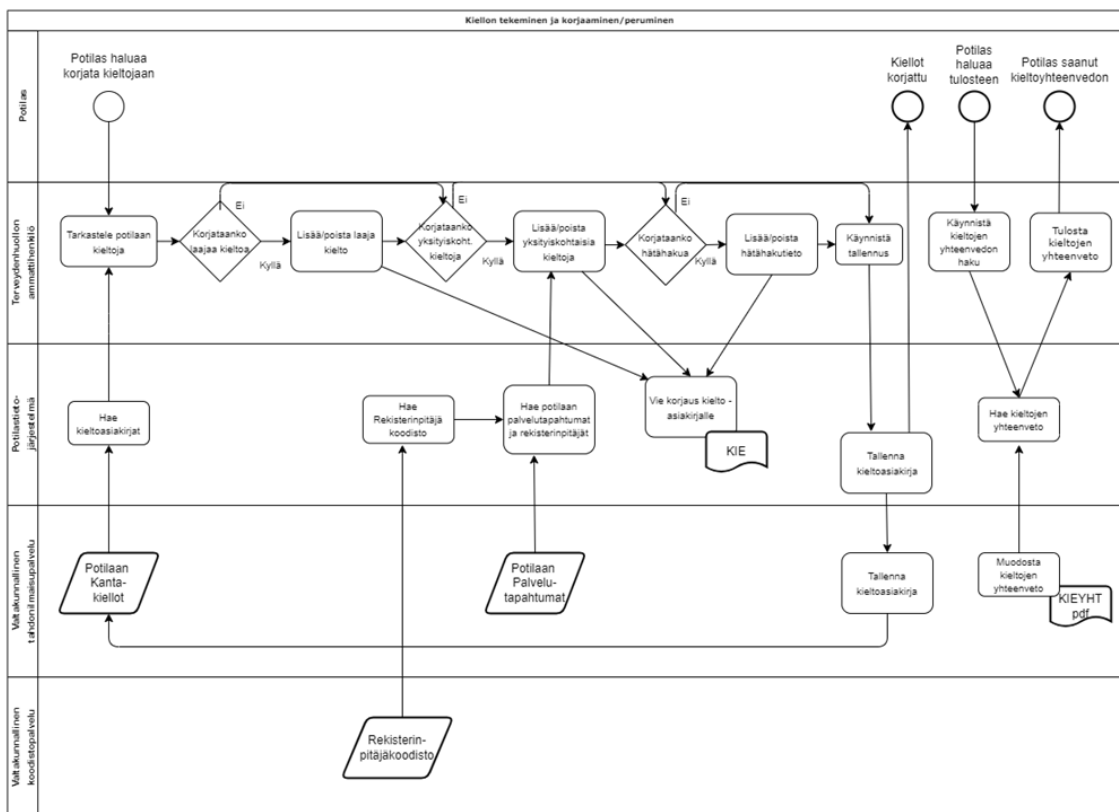 Kiellon tekeminen ja korjaaminen/peruminen
Potilas
Potilas haluaa
korjata kieltojaan
Kiellot
korjattu
Potilas
haluaa
tulosteen
Potilas saanut
kieltoyhteenvedon
Terveydenhuollon
ammattihenkilö
Tarkastele potilaan
kieltoja
Korjataanko
laajaa kieltoa
Ei
Kyllä
Lisää/poista laaja
kielto
Korjataanko
yksityiskoht.
kieltoja
Ei
Kyllä
Lisää/poista
yksityiskohtaisia
kieltoja
Korjataanko
hätähakua
Ei
Kyllä
Lisää/poista
hätähakutieto
Käynnistä
tallennus
Käynnistä
kieltojen
yhteenvedon
haku
Tulosta
kieltojen
yhteenveto
Potilastieto-
järjestelmä
Hae
kieltoasiakirjat
Hae
Rekisterinpitäjä
koodisto
Hae potilaan
palvelutapahtumat
ja rekisterinpitäjät
Vie korjaus kielto -
asiakirjalle
KIE
Tallenna
kieltoasiakirja
Hae kieltojen
yhteenveto
Valtakunnallinen
tahdonilmaisupalvelu
Potilaan
Kanta-
kiellot
Potilaan
Palvelu-
tapahtumat
Tallenna
kieltoasiakirja
Muodosta
kieltojen
yhteenveto
KIEYHT
pdf
Valtakunnallinen
koodistopalvelu
Rekisterin-
pitäjäkoodisto